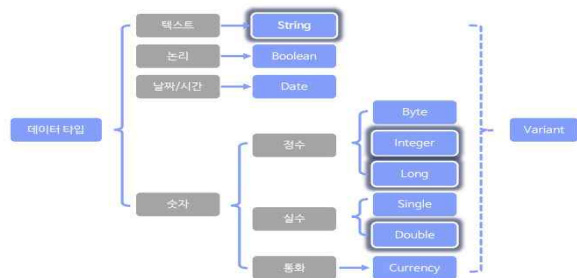 텍스트
String
논리
Boolean
날짜/시간
Date
데이터 타입
Byte
정수
Integer
Variant
Long
숫자
Single
실수
Double
통화
Currency